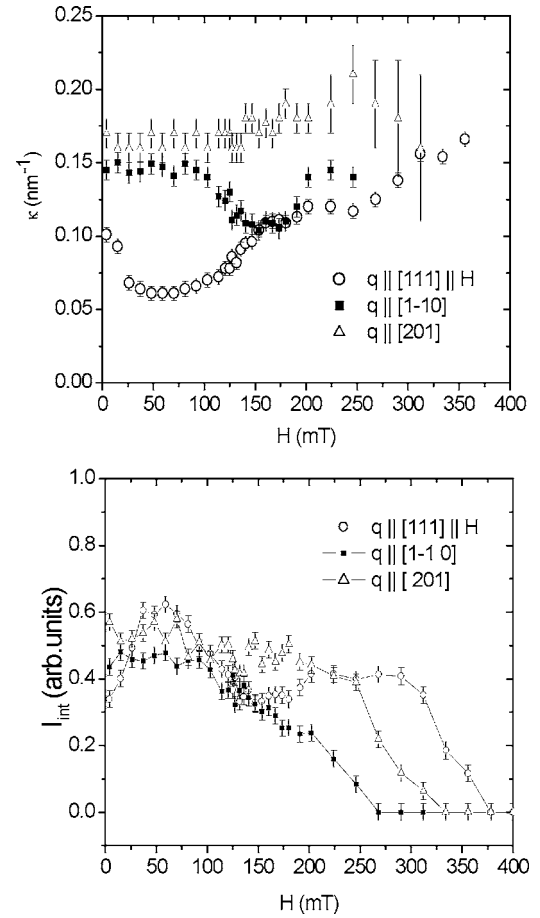 0.25
0.20
0.15
0.10
0.05
0.00
κ (nm⁻¹)
q || [111] || H
q || [1-10]
q || [201]
0 50 100 150 200 250 300 350 400
H (mT)
1.0
0.8
0.6
0.4
0.2
0.0
I_int (arb.units)
q || [111] || H
q || [1-1 0]
q || [ 201]
0 50 100 150 200 250 300 350 400
H (mT)